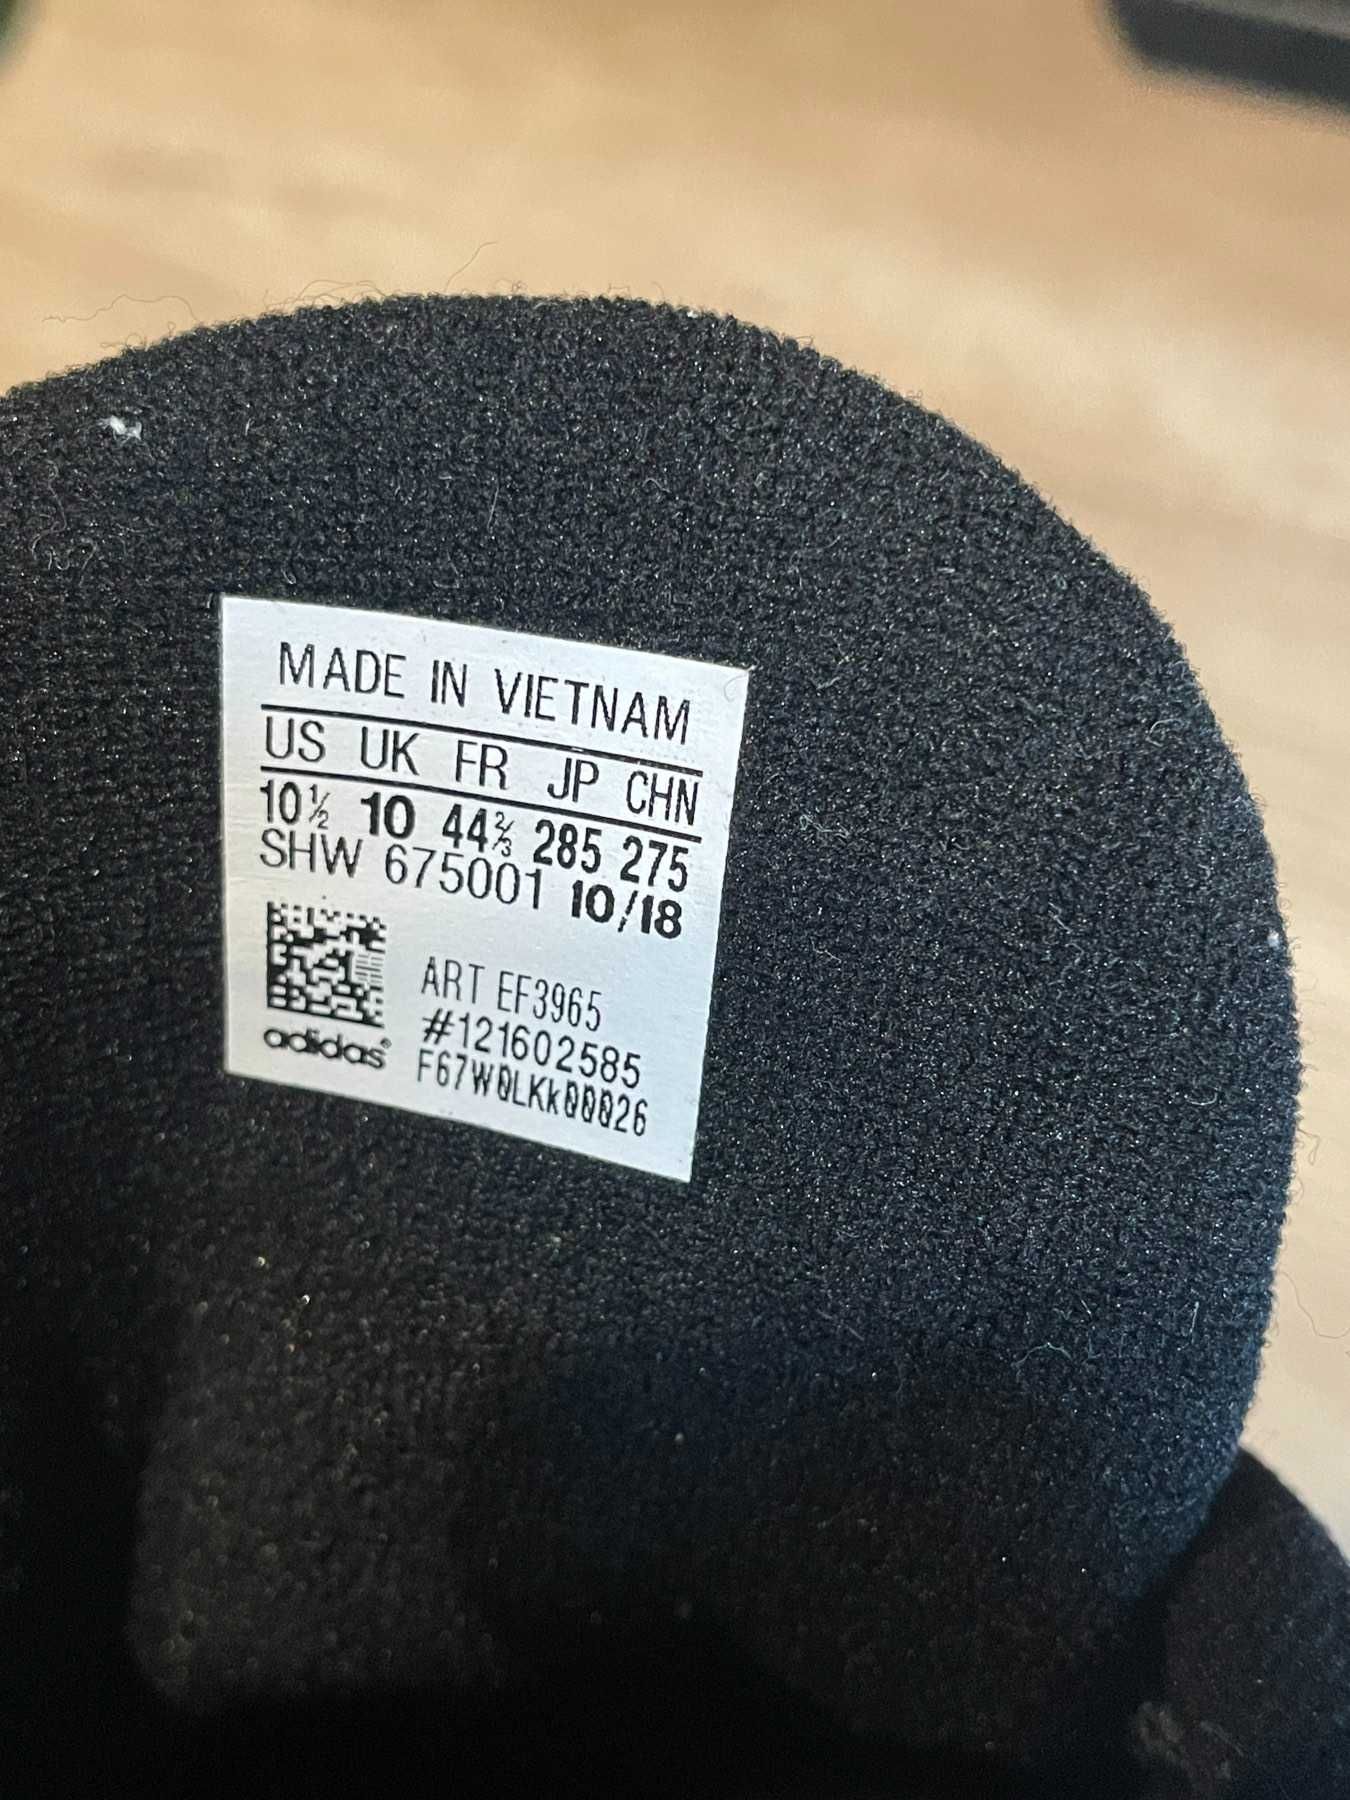 MADE IN VIETNAM
US UK FR JP CHN
10½ 10 44⅔ 285 275
SHW 675001 10/18
ART EF3965
#121602585
F67W0LKk00026
adidas®